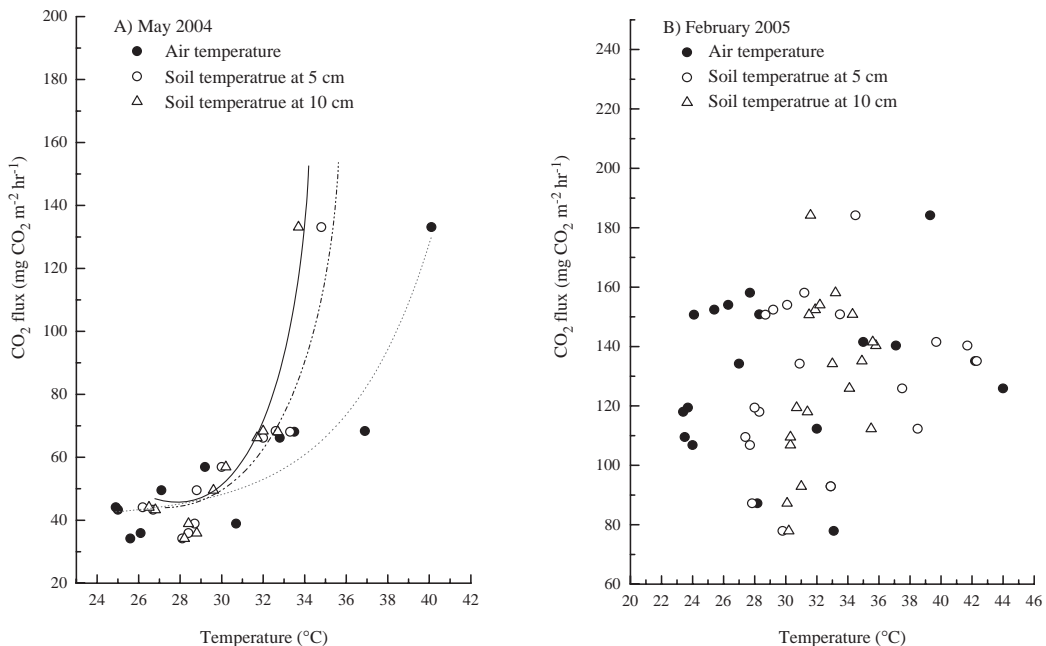 A) May 2004
Air temperature
Soil temperatrue at 5 cm
Soil temperatrue at 10 cm
CO2 flux (mg CO2 m-2 hr-1)
200
180
160
140
120
100
80
60
40
20
24 26 28 30 32 34 36 38 40 42
Temperature (°C)
B) February 2005
Air temperature
Soil temperatrue at 5 cm
Soil temperatrue at 10 cm
CO2 flux (mg CO2 m-2 hr-1)
240
220
200
180
160
140
120
100
80
60
20 22 24 26 28 30 32 34 36 38 40 42 44 46
Temperature (°C)